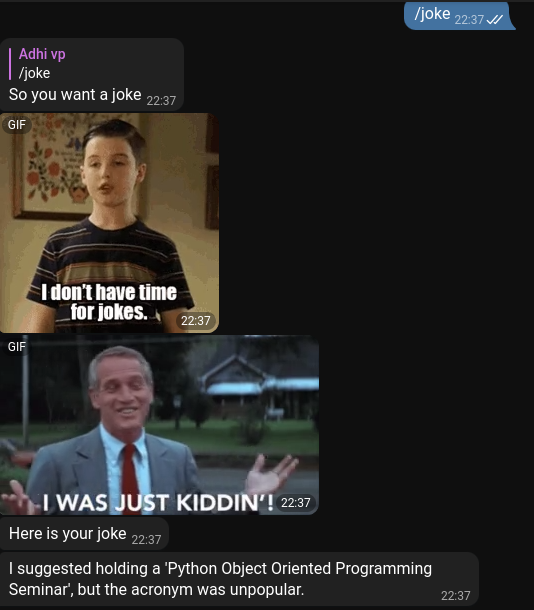 /joke 22:37
Adhi vp
/joke
So you want a joke 22:37
GIF
I don't have time
for jokes.
22:37
GIF
I WAS JUST KIDDIN'! 22:37
Here is your joke 22:37
I suggested holding a 'Python Object Oriented Programming
Seminar', but the acronym was unpopular. 22:37